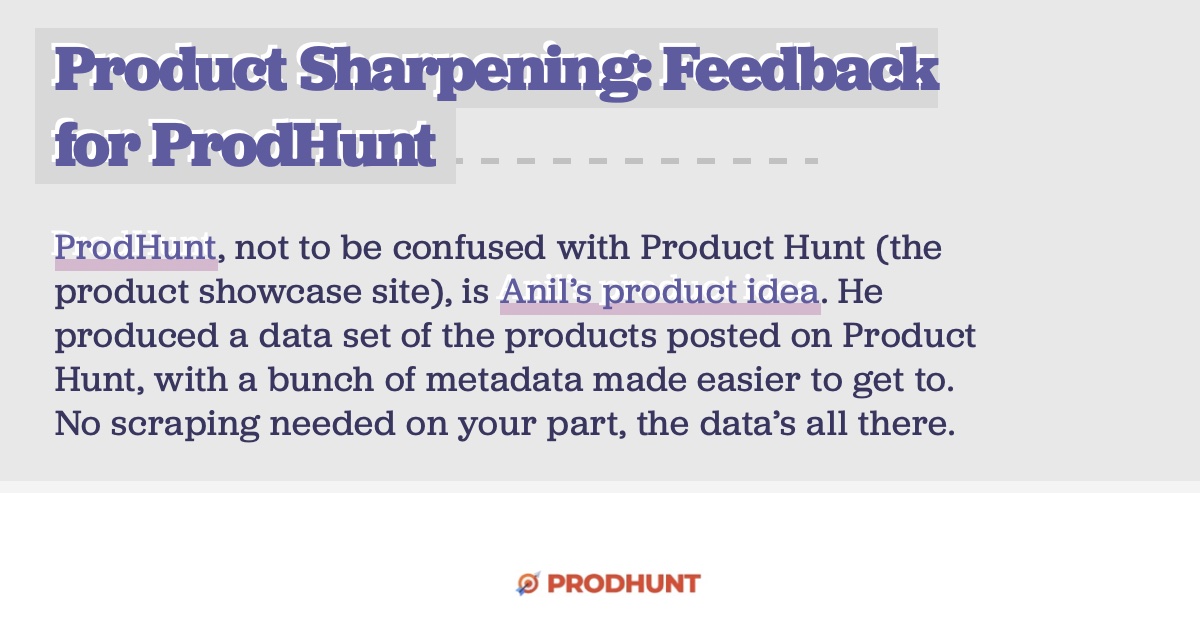 Product Sharpening: Feedback
for ProdHunt
ProdHunt, not to be confused with Product Hunt (the
product showcase site), is Anil’s product idea. He
produced a data set of the products posted on Product
Hunt, with a bunch of metadata made easier to get to.
No scraping needed on your part, the data’s all there.
PRODHUNT